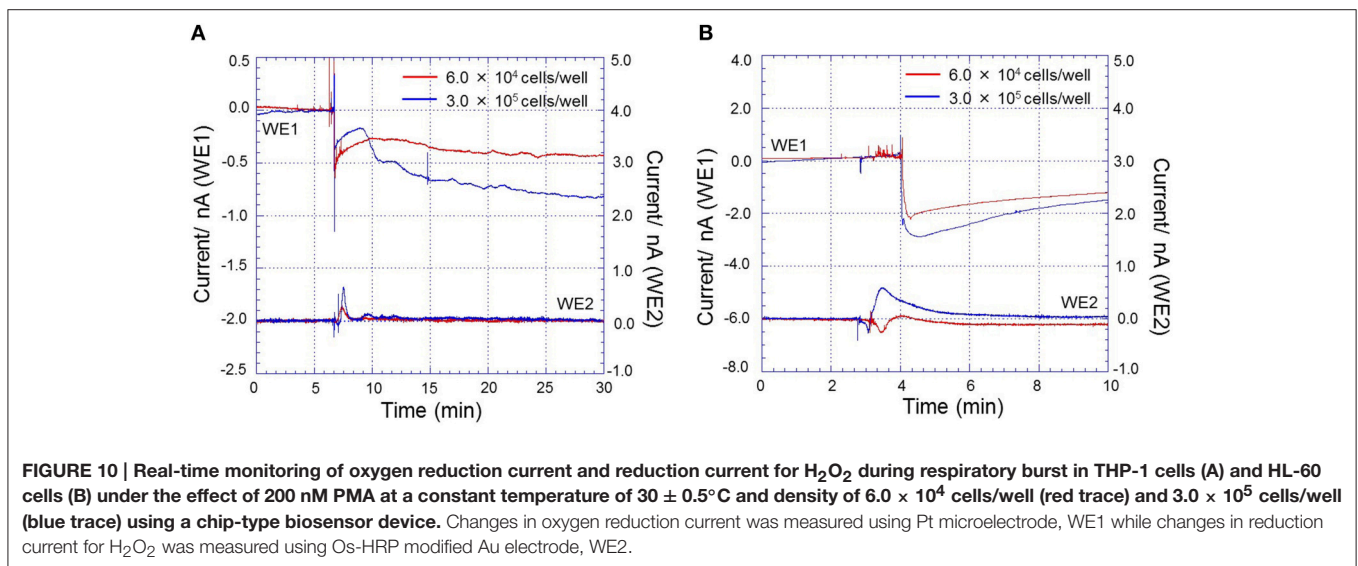 A
0.5
0.0
-0.5
-1.0
-1.5
-2.0
-2.5
Current/ nA (WE1)
6.0 × 10⁴ cells/well
3.0 × 10⁵ cells/well
WE1
WE2
5.0
4.0
3.0
2.0
1.0
0.0
-1.0
Current/ nA (WE2)
0 5 10 15 20 25 30
Time (min)
B
4.0
2.0
0.0
-2.0
-4.0
-6.0
-8.0
Current/ nA (WE1)
6.0 × 10⁴ cells/well
3.0 × 10⁵ cells/well
WE1
WE2
5.0
4.0
3.0
2.0
1.0
0.0
-1.0
Current/ nA (WE2)
0 2 4 6 8 10
Time (min)
FIGURE 10 | Real-time monitoring of oxygen reduction current and reduction current for H₂O₂ during respiratory burst in THP-1 cells (A) and HL-60
cells (B) under the effect of 200 nM PMA at a constant temperature of 30 ± 0.5°C and density of 6.0 × 10⁴ cells/well (red trace) and 3.0 × 10⁵ cells/well
(blue trace) using a chip-type biosensor device. Changes in oxygen reduction current was measured using Pt microelectrode, WE1 while changes in reduction
current for H₂O₂ was measured using Os-HRP modified Au electrode, WE2.